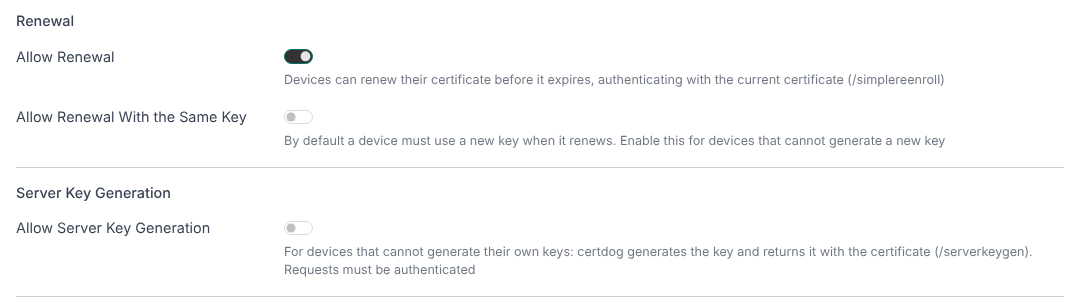 Renewal
Allow Renewal
Devices can renew their certificate before it expires, authenticating with the current certificate (/simplereenroll)
Allow Renewal With the Same Key
By default a device must use a new key when it renews. Enable this for devices that cannot generate a new key
Server Key Generation
Allow Server Key Generation
For devices that cannot generate their own keys: certdog generates the key and returns it with the certificate (/serverkeygen).
Requests must be authenticated